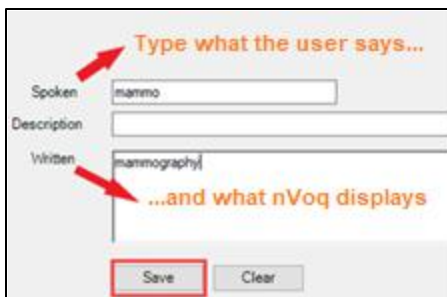 Type what the user says...
Spoken mammo
Description
Written mammography
...and what nVoq displays
Save Clear